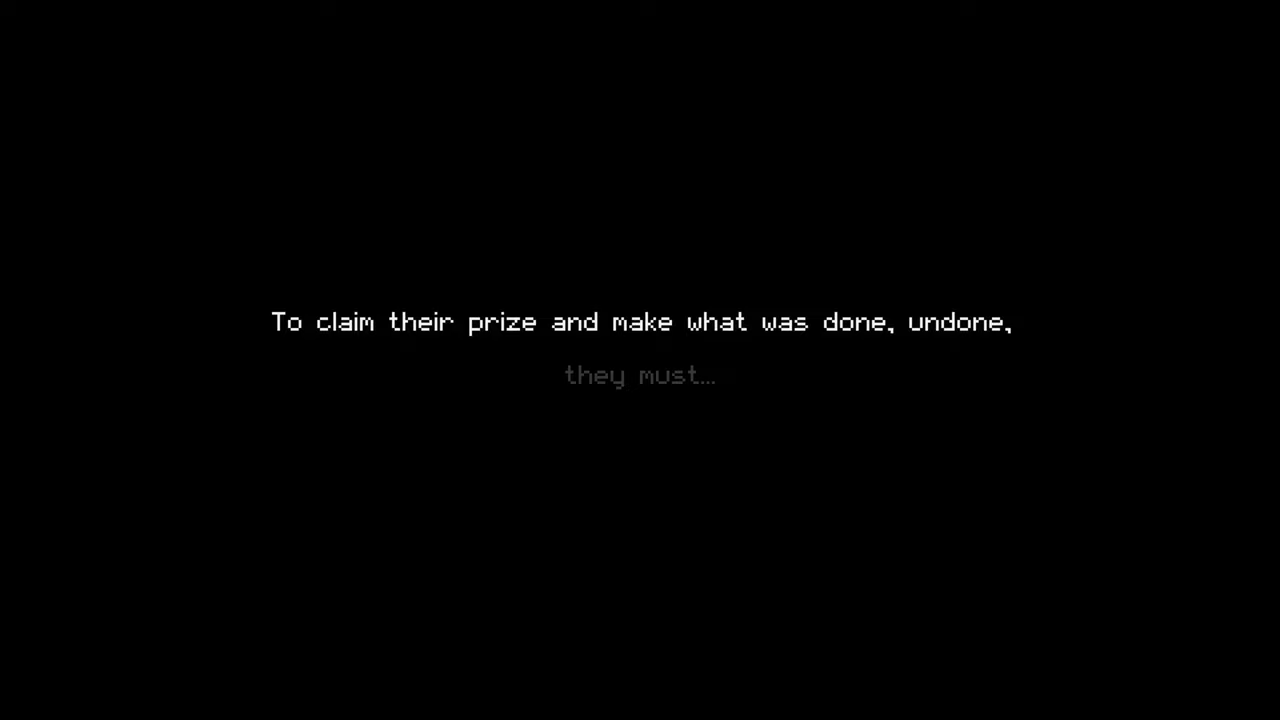 To claim their prize and make what was done, undone,
they must...